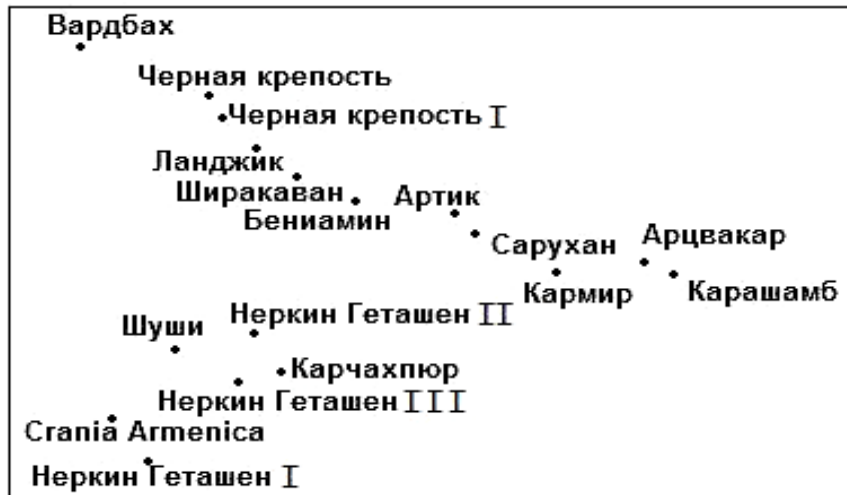 Вардбах
Черная крепость
Черная крепость I
Ланджик
Ширакаван
Бениамин
Артик
Сарухан
Арцвакар
Кармир
Карашамб
Неркин Геташен II
Шуши
Карчахпюр
Неркин Геташен III
Crania Armenica
Неркин Геташен I